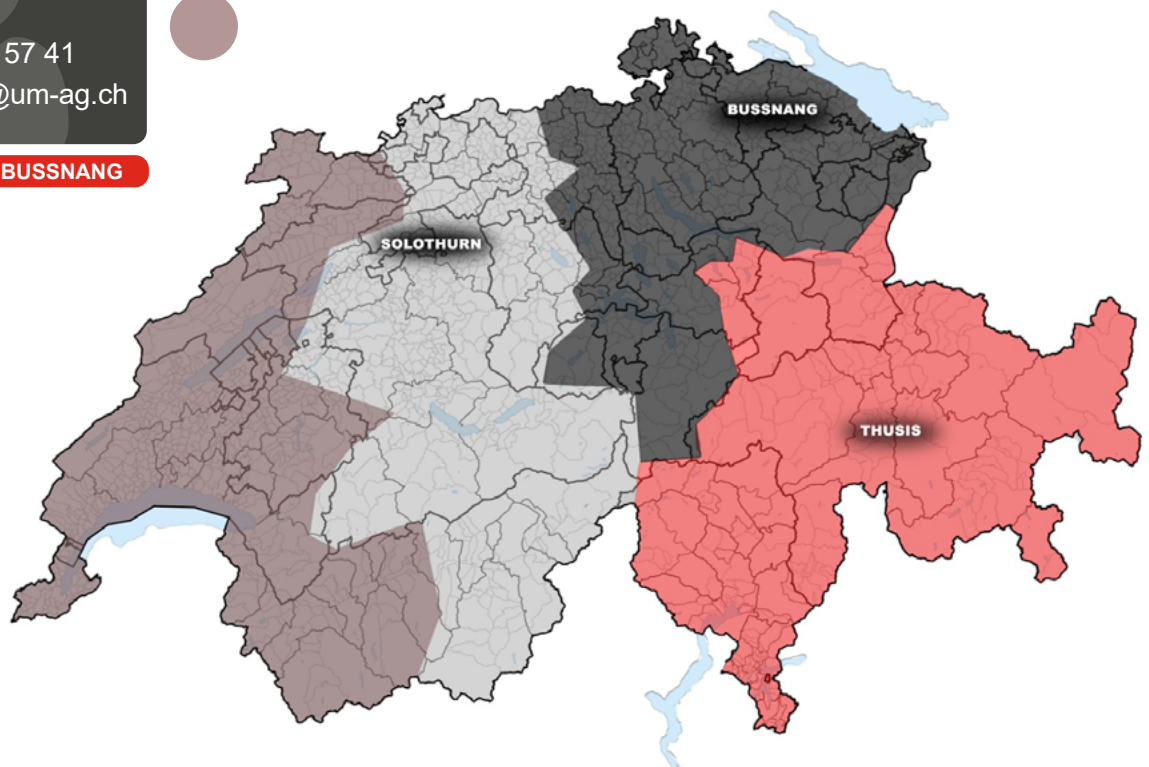 57 41
@um-ag.ch
BUSSNANG
BUSSNANG
SOLOTHURN
THUSIS